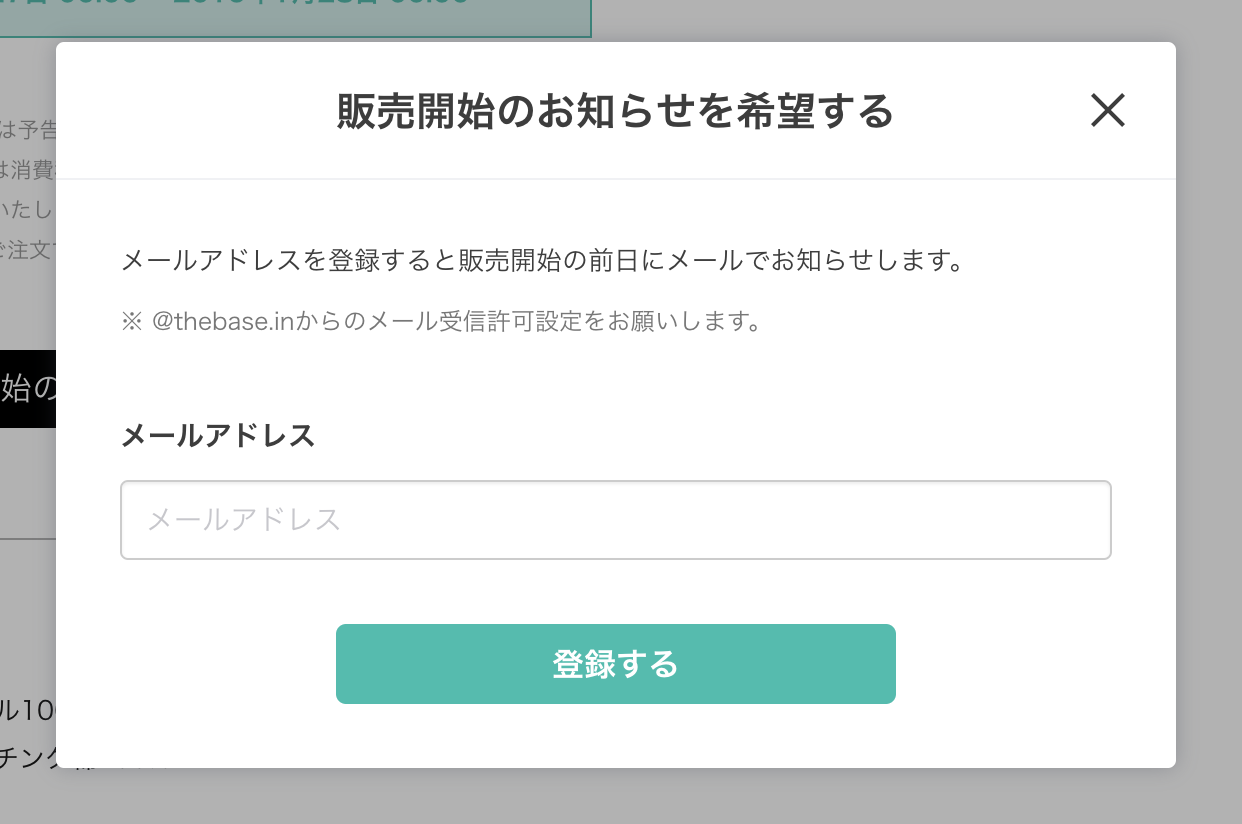 販売開始のお知らせを希望する
は予告
は消費
いたし
ご注文
メールアドレスを登録すると販売開始の前日にメールでお知らせします。
※ @thebase.inからのメール受信許可設定をお願いします。
始の
メールアドレス
メールアドレス
登録する
ル10
チング